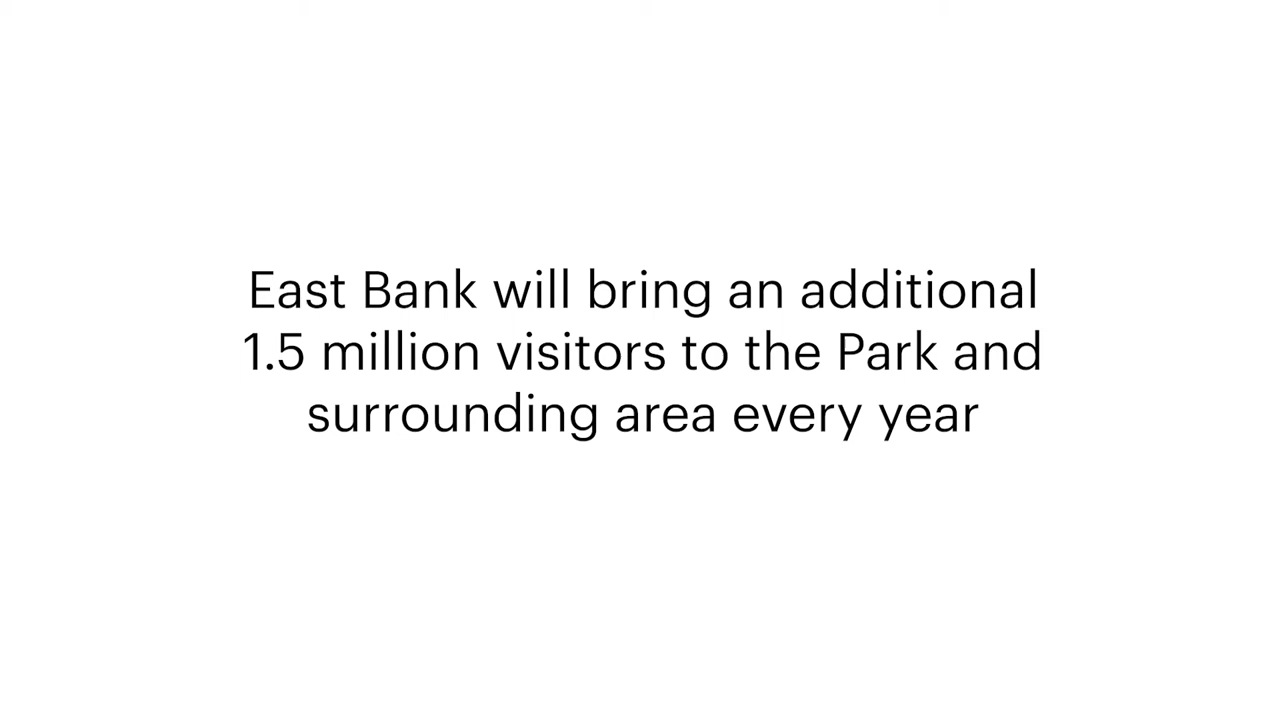 East Bank will bring an additional
1.5 million visitors to the Park and
surrounding area every year